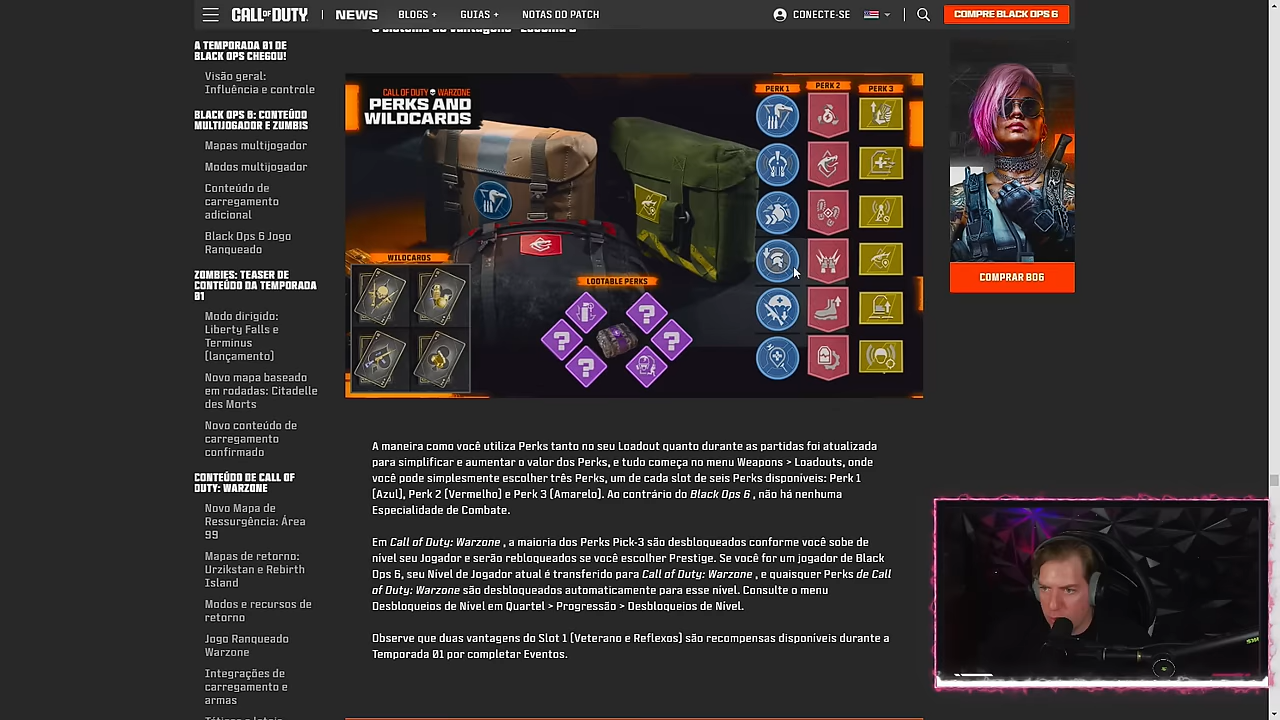 CALL OF DUTY
NEWS
BLOGS +
GUIAS +
NOTAS DO PATCH
CONECTE-SE
COMPRE BLACK OPS 6
A TEMPORADA 01 DE
BLACK OPS CHEGOU!
Visão geral:
Influência e controle
BLACK OPS 6: CONTEÚDO
MULTIJOGADOR E ZUMBIS
Mapas multijogador
Modos multijogador
Conteúdo de
carregamento
adicional
Black Ops 6 Jogo
Ranqueado
ZOMBIES: TEASER DE
CONTEÚDO DA TEMPORADA
01
Modo dirigido:
Liberty Falls e
Terminus
(lançamento)
Novo mapa baseado
em rodadas: Citadelle
des Morts
Novo conteúdo de
carregamento
confirmado
CONTEÚDO DE CALL OF
DUTY: WARZONE
Novo Mapa de
Ressurgência: Área
99
Mapas de retorno:
Urzikstan e Rebirth
Island
Modos e recursos de
retorno
Jogo Ranqueado
Warzone
Integrações de
carregamento e
armas
CALL OF DUTY WARZONE
PERKS AND
WILDCARDS
PERK 1
PERK 2
PERK 3
WILDCARDS
LOOTABLE PERKS
A maneira como você utiliza Perks tanto no seu Loadout quanto durante as partidas foi atualizada
para simplificar e aumentar o valor dos Perks, e tudo começa no menu Weapons > Loadouts, onde
você pode simplesmente escolher três Perks, um de cada slot de seis Perks disponíveis: Perk 1
(Azul), Perk 2 (Vermelho) e Perk 3 (Amarelo). Ao contrário do Black Ops 6 , não há nenhuma
Especialidade de Combate.
Em Call of Duty: Warzone , a maioria dos Perks Pick-3 são desbloqueados conforme você sobe de
nível seu Jogador e serão rebloqueados se você escolher Prestige. Se você for um jogador de Black
Ops 6, seu Nível de Jogador atual é transferido para Call of Duty: Warzone , e quaisquer Perks de Call
of Duty: Warzone são desbloqueados automaticamente para esse nível. Consulte o menu
Desbloqueios de Nível em Quartel > Progressão > Desbloqueios de Nível.
Observe que duas vantagens do Slot 1 (Veterano e Reflexos) são recompensas disponíveis durante a
Temporada 01 por completar Eventos.
COMPRAR BO6